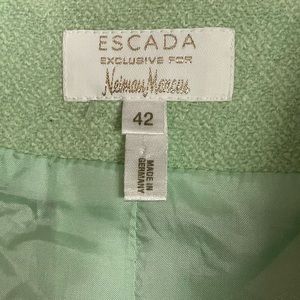 ESCADA
EXCLUSIVE FOR
Neiman Marcus
42
MADE IN
GERMANY